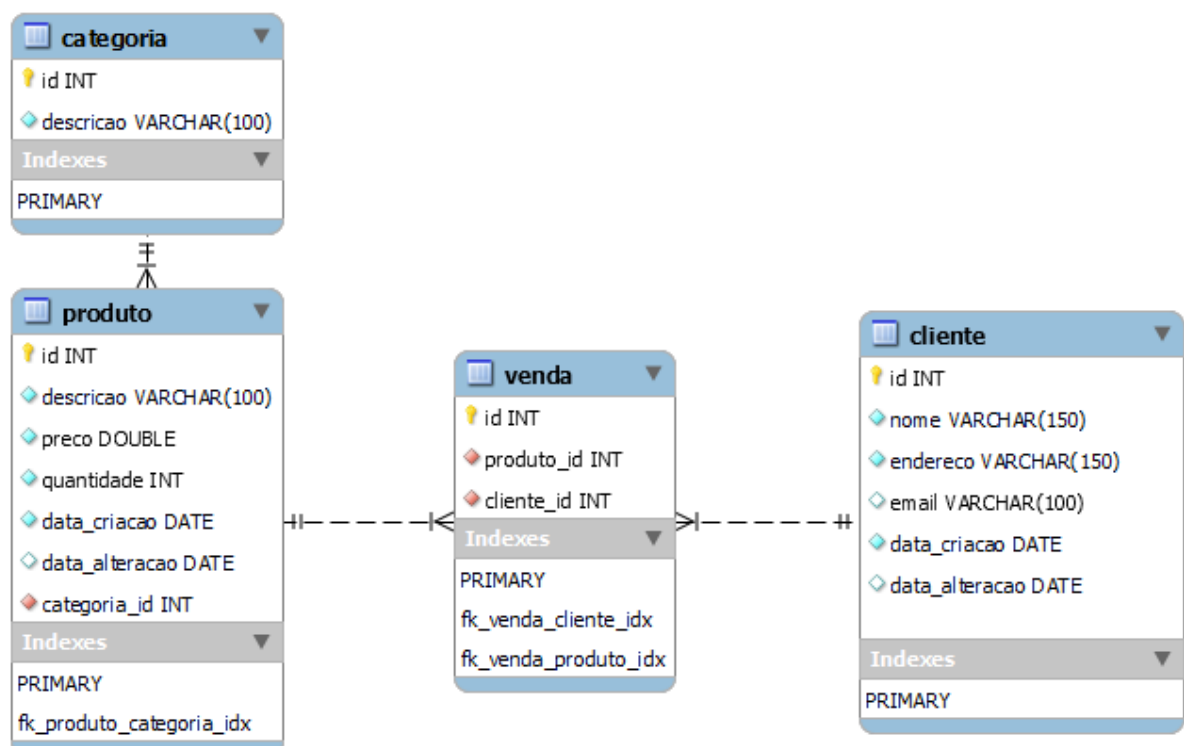 categoria
id INT
descricao VARCHAR(100)
Indexes
PRIMARY
produto
id INT
descricao VARCHAR(100)
preco DOUBLE
quantidade INT
data_criacao DATE
data_alteracao DATE
categoria_id INT
Indexes
PRIMARY
fk_produto_categoria_idx
venda
id INT
produto_id INT
cliente_id INT
Indexes
PRIMARY
fk_venda_cliente_idx
fk_venda_produto_idx
cliente
id INT
nome VARCHAR(150)
endereco VARCHAR(150)
email VARCHAR(100)
data_criacao DATE
data_alteracao DATE
Indexes
PRIMARY